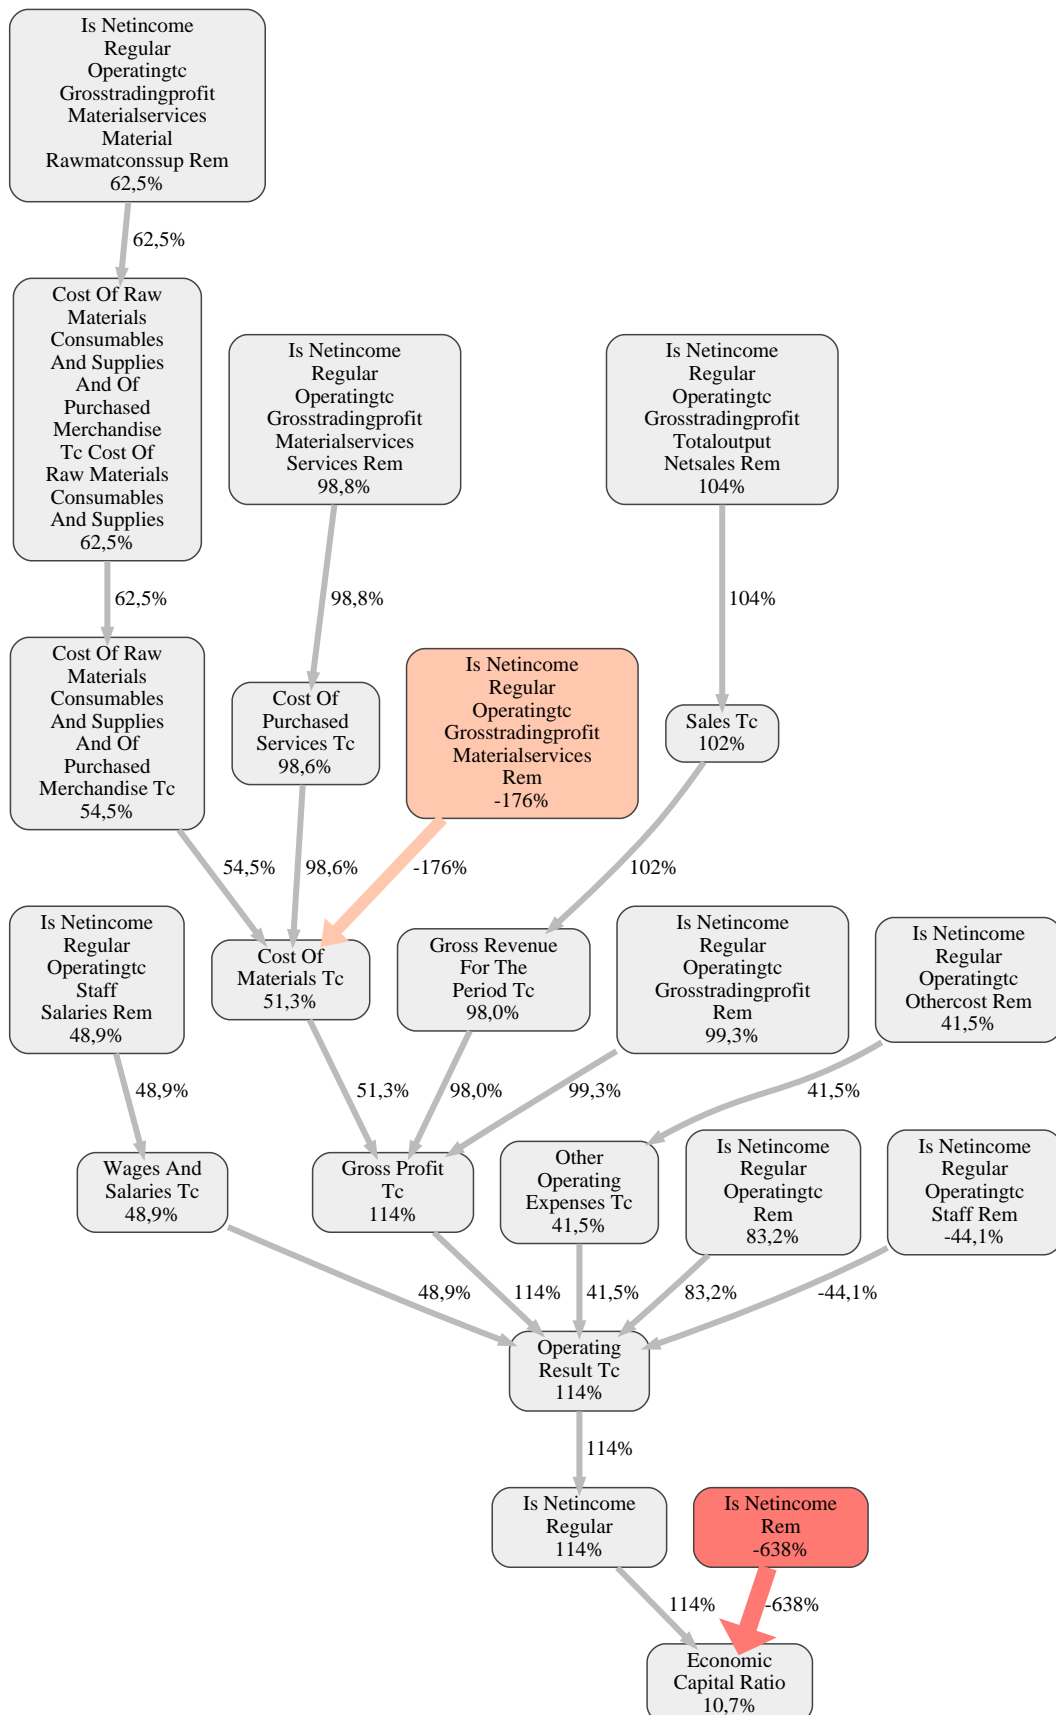 Is Netincome
Regular
Operatingtc
Grosstradingprofit
Materialservices
Material
Rawmatconssup Rem
62,5%
62,5%
Cost Of Raw
Materials
Consumables
And Supplies
And Of
Purchased
Merchandise
Tc Cost Of
Raw Materials
Consumables
And Supplies
62,5%
Is Netincome
Regular
Operatingtc
Grosstradingprofit
Materialservices
Services Rem
98,8%
Is Netincome
Regular
Operatingtc
Grosstradingprofit
Totaloutput
Netsales Rem
104%
62,5%
98,8%
104%
Cost Of Raw
Materials
Consumables
And Supplies
And Of
Purchased
Merchandise Tc
54,5%
Cost Of
Purchased
Services Tc
98,6%
Is Netincome
Regular
Operatingtc
Grosstradingprofit
Materialservices
Rem
-176%
Sales Tc
102%
54,5%
98,6%
-176%
102%
Is Netincome
Regular
Operatingtc
Staff
Salaries Rem
48,9%
Cost Of
Materials Tc
51,3%
Gross Revenue
For The
Period Tc
98,0%
Is Netincome
Regular
Operatingtc
Grosstradingprofit
Rem
99,3%
Is Netincome
Regular
Operatingtc
Othercost Rem
41,5%
48,9%
51,3%
98,0%
99,3%
41,5%
Wages And
Salaries Tc
48,9%
Gross Profit
Tc
114%
Other
Operating
Expenses Tc
41,5%
Is Netincome
Regular
Operatingtc
Rem
83,2%
Is Netincome
Regular
Operatingtc
Staff Rem
-44,1%
48,9%
114%
41,5%
83,2%
-44,1%
Operating
Result Tc
114%
114%
Is Netincome
Regular
114%
Is Netincome
Rem
-638%
114%
-638%
Economic
Capital Ratio
10,7%